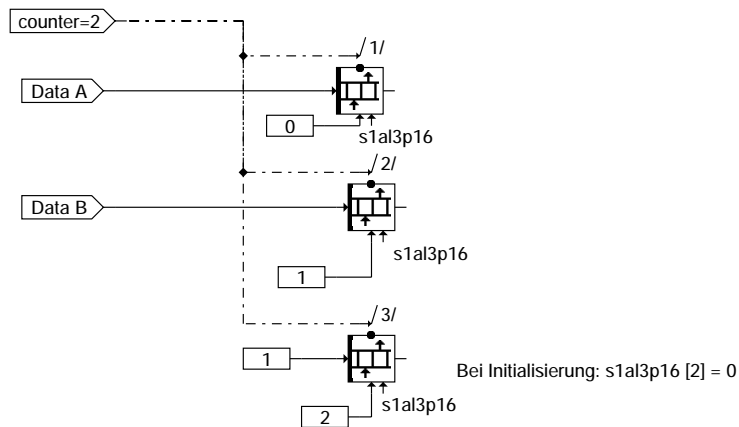 counter=2
/1/
Data A
0
s1al3p16
/2/
Data B
s1al3p16
1
/3/
1
Bei Initialisierung: s1al3p16 [2] = 0
s1al3p16
2